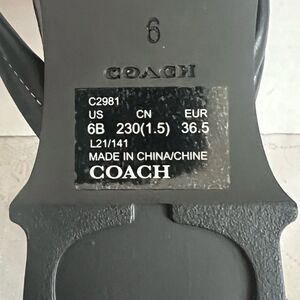 6
COACH
C2981
US CN EUR
6B 230(1.5) 36.5
L21/141
MADE IN CHINA/CHINE
COACH